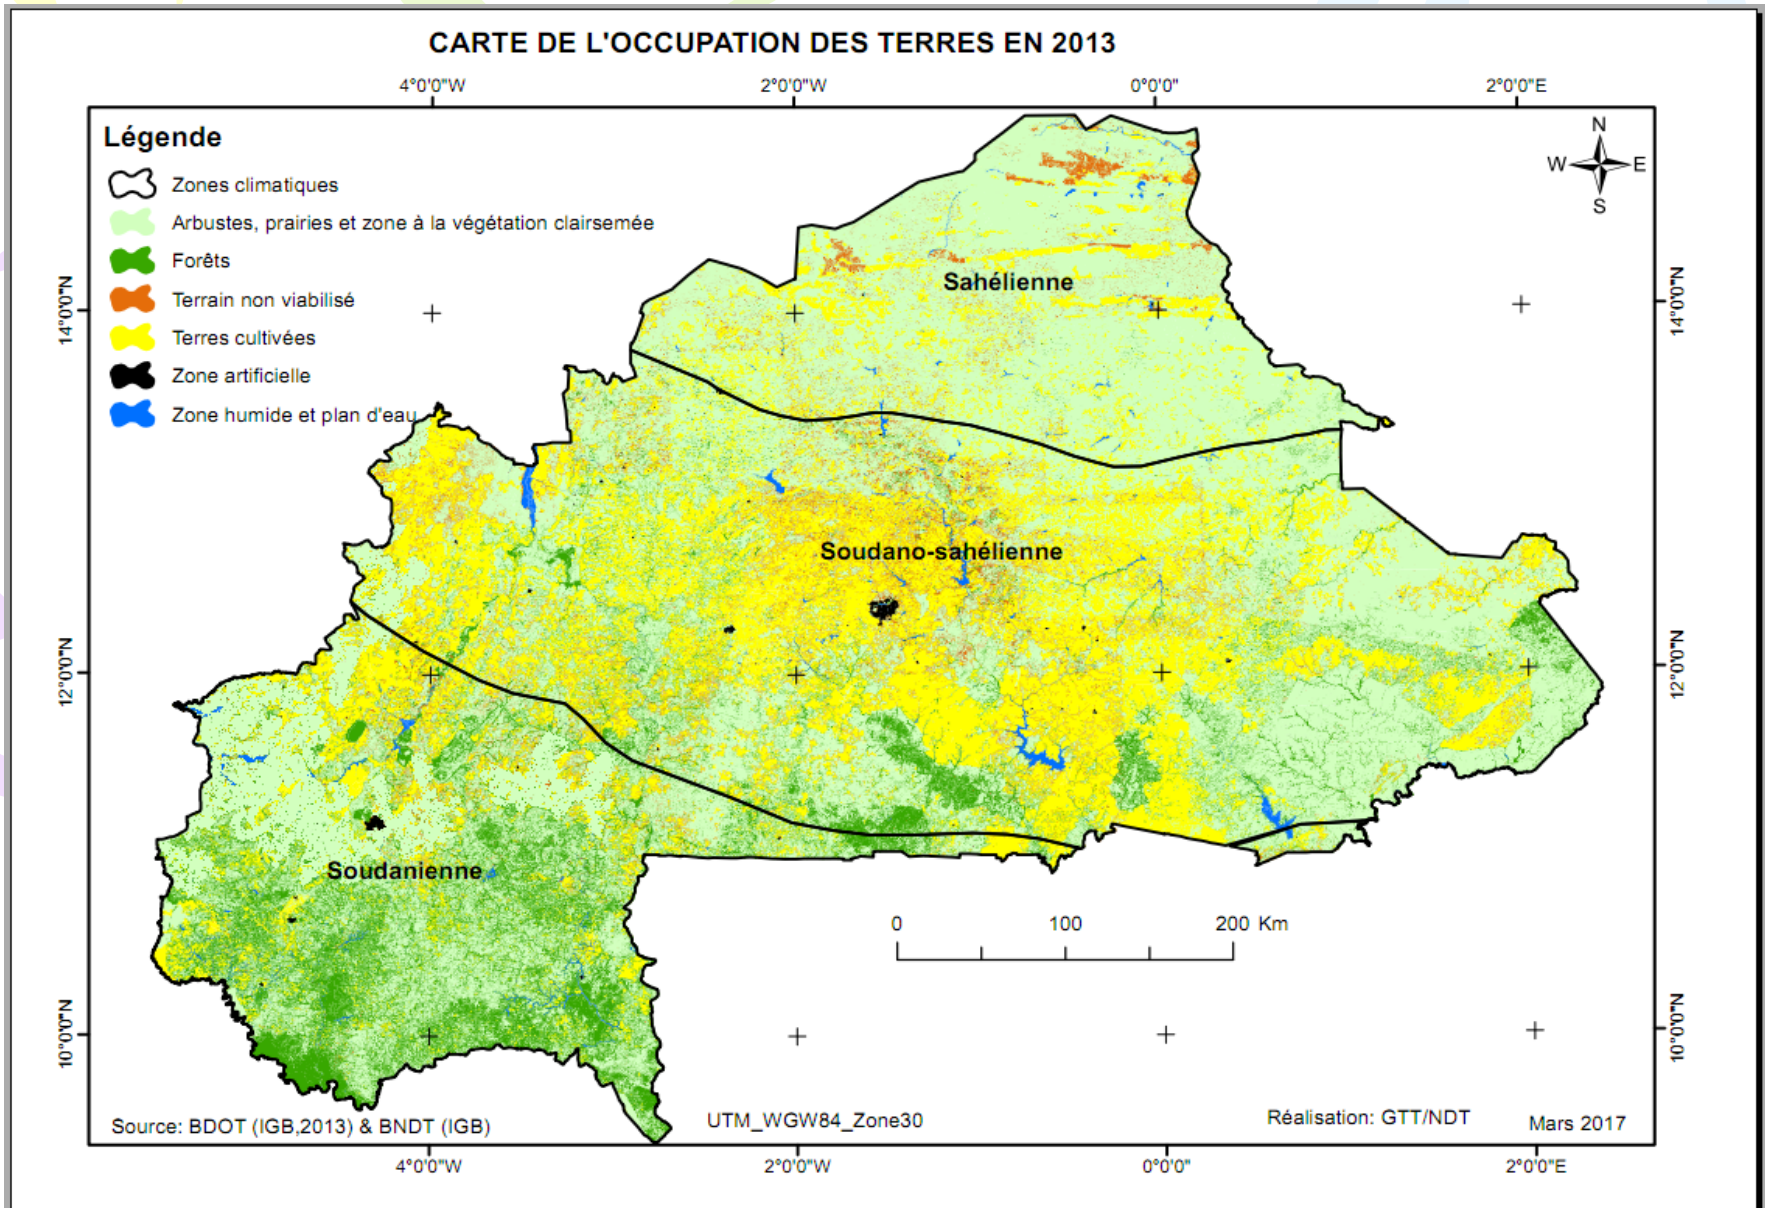 CARTE DE L'OCCUPATION DES TERRES EN 2013
4°0'0"W
2°0'0"W
0°0'0"
2°0'0"E
Légende
Zones climatiques
Arbustes, prairies et zone à la végétation clairsemée
Forêts
Terrain non viabilisé
Terres cultivées
Zone artificielle
Zone humide et plan d'eau
N
W
E
S
14°0'0"N
14°0'0"N
Sahélienne
Soudano-sahélienne
12°0'0"N
12°0'0"N
Soudanienne
0
100
200 Km
10°0'0"N
10°0'0"N
Source: BDOT (IGB,2013) & BNDT (IGB)
UTM_WGW84_Zone30
Réalisation: GTT/NDT
Mars 2017
4°0'0"W
2°0'0"W
0°0'0"
2°0'0"E